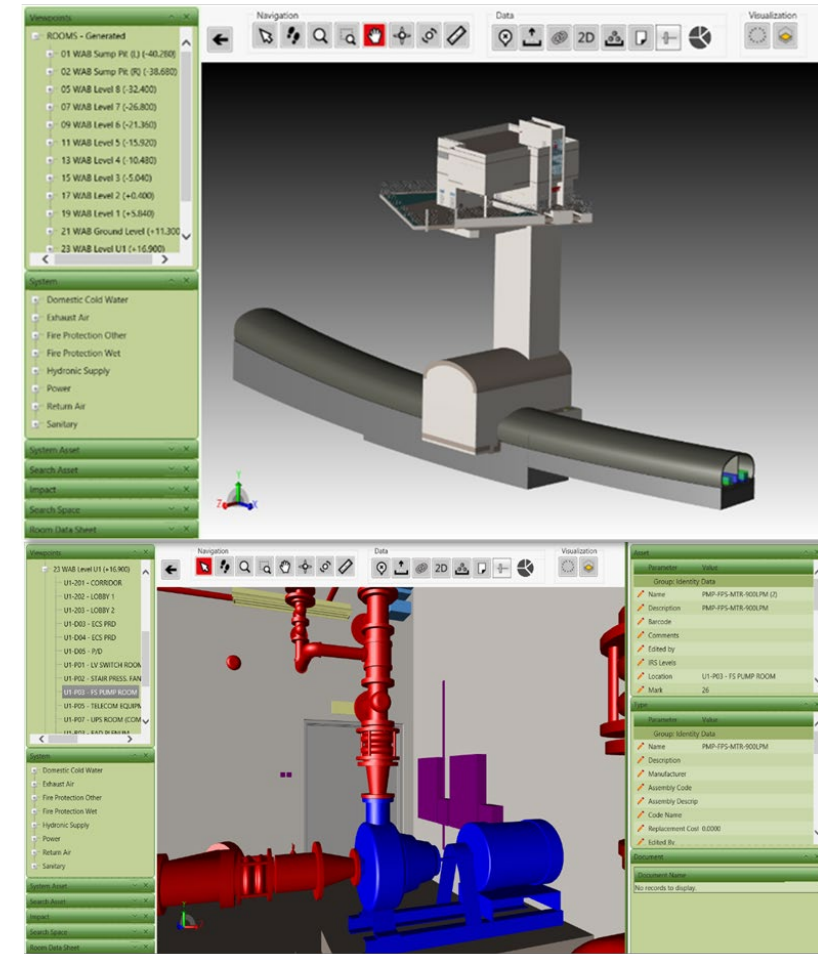 Viewpoints
ROOMS - Generated
01 WAB Sump Pit (L) (-40.280)
02 WAB Sump Pit (R) (-38.680)
05 WAB Level 8 (-32.400)
07 WAB Level 7 (-26.800)
09 WAB Level 6 (-21.360)
11 WAB Level 5 (-15.920)
13 WAB Level 4 (-10.480)
15 WAB Level 3 (-5.040)
17 WAB Level 2 (+0.400)
19 WAB Level 1 (+5.840)
21 WAB Ground Level (+11.300
23 WAB Level U1 (+16.900)
System
Domestic Cold Water
Exhaust Air
Fire Protection Other
Fire Protection Wet
Hydronic Supply
Power
Return Air
Sanitary
System Asset
Search Asset
Impact
Search Space
Room Data Sheet
Navigation
Data
Visualization
2D
Y
Z
X
Viewpoints
23 WAB Level U1 (+16.900)
U1-201 - CORRIDOR
U1-202 - LOBBY 1
U1-203 - LOBBY 2
U1-D03 - ECS PRD
U1-D04 - ECS PRD
U1-D05 - P/D
U1-P01 - LV SWITCH ROOM
U1-P02 - STAIR PRESS. FAN
U1-P03 - FS PUMP ROOM
U1-P05 - TELECOM EQUIPM
U1-P07 - UPS ROOM (COM
System
Domestic Cold Water
Exhaust Air
Fire Protection Other
Fire Protection Wet
Hydronic Supply
Power
Return Air
Sanitary
System Asset
Search Asset
Impact
Search Space
Room Data Sheet
Navigation
Data
Visualization
2D
Asset
Parameter Value
Group: Identity Data
Name PMP-FPS-MTR-900LPM (2)
Description PMP-FPS-MTR-900LPM
Barcode
Comments
Edited by
IRS Levels
Location U1-P03 - FS PUMP ROOM
Mark 26
Type
Parameter Value
Group: Identity Data
Name PMP-FPS-MTR-900LPM
Description
Manufacturer
Assembly Code
Assembly Descrip
Code Name
Replacement Cost 0.0000
Edited By
Document
Document Name
No records to display.